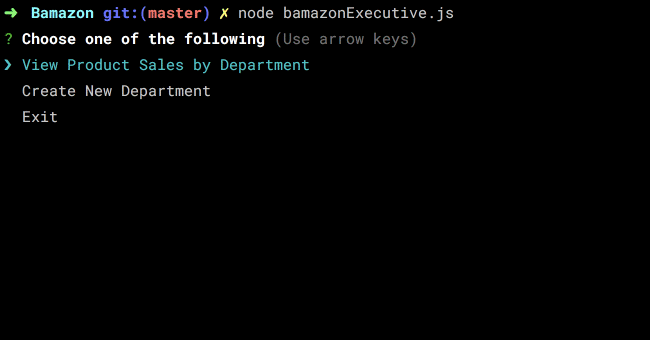 ➜ Bamazon git:(master) ✗ node bamazonExecutive.js
? Choose one of the following (Use arrow keys)
❯ View Product Sales by Department
Create New Department
Exit